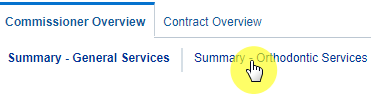 Commissioner Overview Contract Overview
Summary - General Services Summary - Orthodontic Services